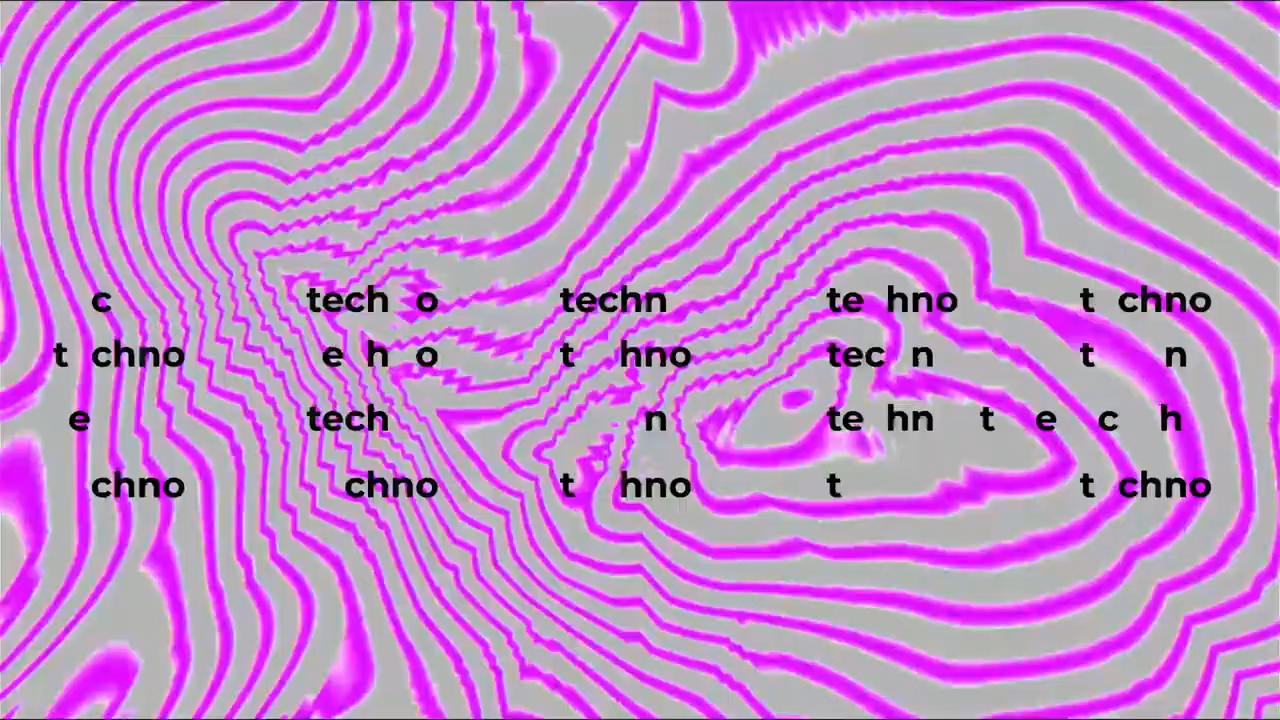 c tech o techn te hno t chno
t chno e h o t hno tec n t n
e tech n te hn t e c h
chno chno t hno t t chno